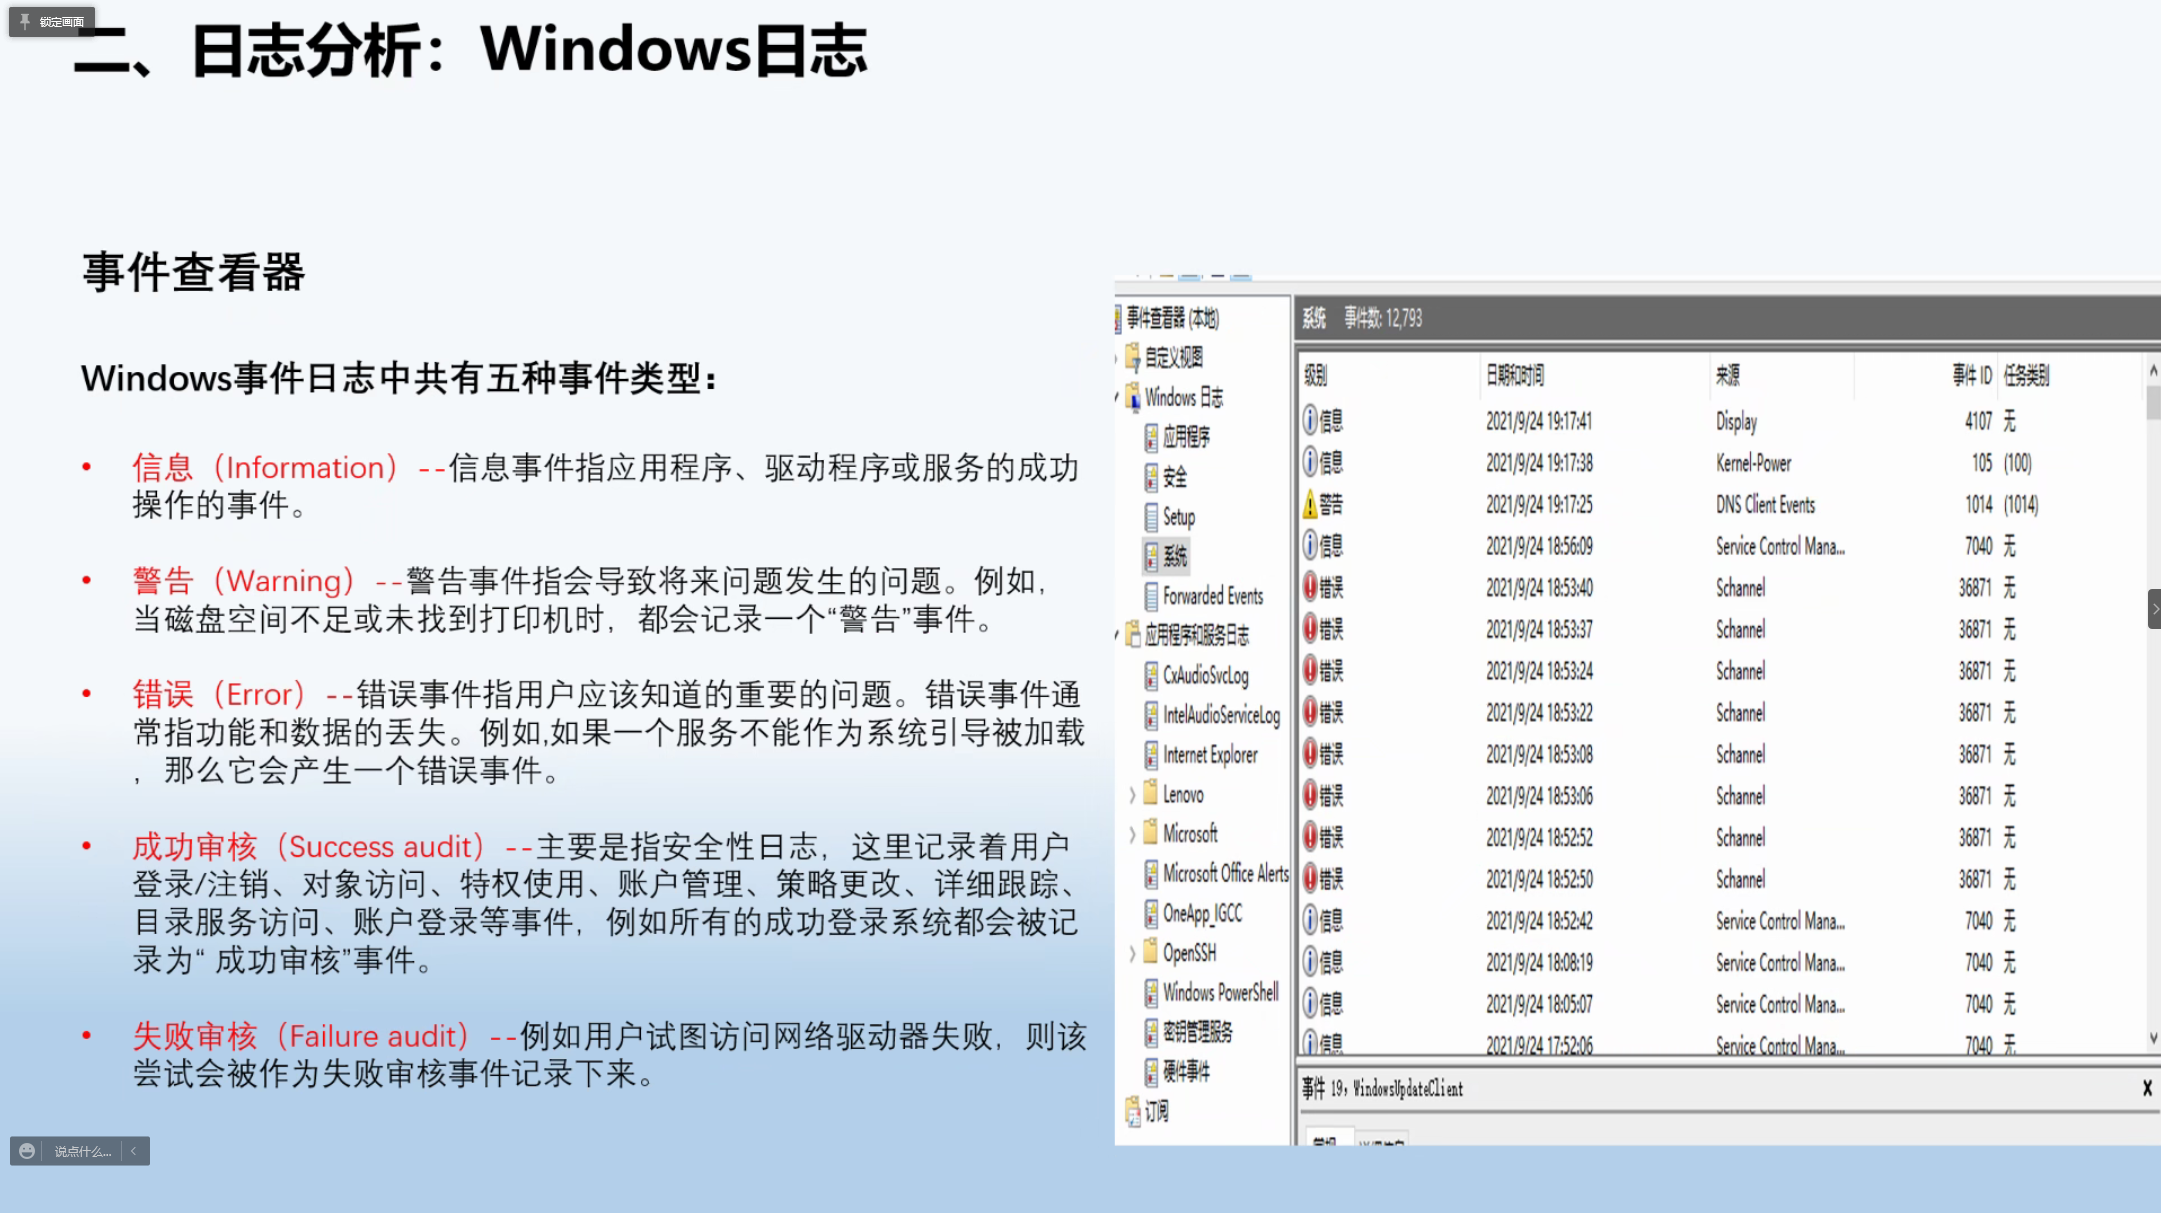 锁定画面
二、日志分析：Windows日志
事件查看器
Windows事件日志中共有五种事件类型：
• 信息（Information）--信息事件指应用程序、驱动程序或服务的成功
操作的事件。
• 警告（Warning）--警告事件指会导致将来问题发生的问题。例如，
当磁盘空间不足或未找到打印机时，都会记录一个“警告”事件。
• 错误（Error）--错误事件指用户应该知道的重要的问题。错误事件通
常指功能和数据的丢失。例如,如果一个服务不能作为系统引导被加载
，那么它会产生一个错误事件。
• 成功审核（Success audit）--主要是指安全性日志，这里记录着用户
登录/注销、对象访问、特权使用、账户管理、策略更改、详细跟踪、
目录服务访问、账户登录等事件，例如所有的成功登录系统都会被记
录为“ 成功审核”事件。
• 失败审核（Failure audit）--例如用户试图访问网络驱动器失败，则该
尝试会被作为失败审核事件记录下来。
说点什么...
事件查看器 (本地)
自定义视图
Windows 日志
应用程序
安全
Setup
系统
Forwarded Events
应用程序和服务日志
CxAudioSvcLog
IntelAudioServiceLog
Internet Explorer
Lenovo
Microsoft
Microsoft Office Alerts
OneApp_IGCC
OpenSSH
Windows PowerShell
密钥管理服务
硬件事件
订阅
系统 事件数: 12,793
级别 日期和时间 来源 事件 ID 任务类别
信息 2021/9/24 19:17:41 Display 4107 无
信息 2021/9/24 19:17:38 Kernel-Power 105 (100)
警告 2021/9/24 19:17:25 DNS Client Events 1014 (1014)
信息 2021/9/24 18:56:09 Service Control Mana... 7040 无
错误 2021/9/24 18:53:40 Schannel 36871 无
错误 2021/9/24 18:53:37 Schannel 36871 无
错误 2021/9/24 18:53:24 Schannel 36871 无
错误 2021/9/24 18:53:22 Schannel 36871 无
错误 2021/9/24 18:53:08 Schannel 36871 无
错误 2021/9/24 18:53:06 Schannel 36871 无
错误 2021/9/24 18:52:52 Schannel 36871 无
错误 2021/9/24 18:52:50 Schannel 36871 无
信息 2021/9/24 18:52:42 Service Control Mana... 7040 无
信息 2021/9/24 18:08:19 Service Control Mana... 7040 无
信息 2021/9/24 18:05:07 Service Control Mana... 7040 无
信息 2021/9/24 17:52:06 Service Control Mana... 7040 无
事件 19，WindowsUpdateClient